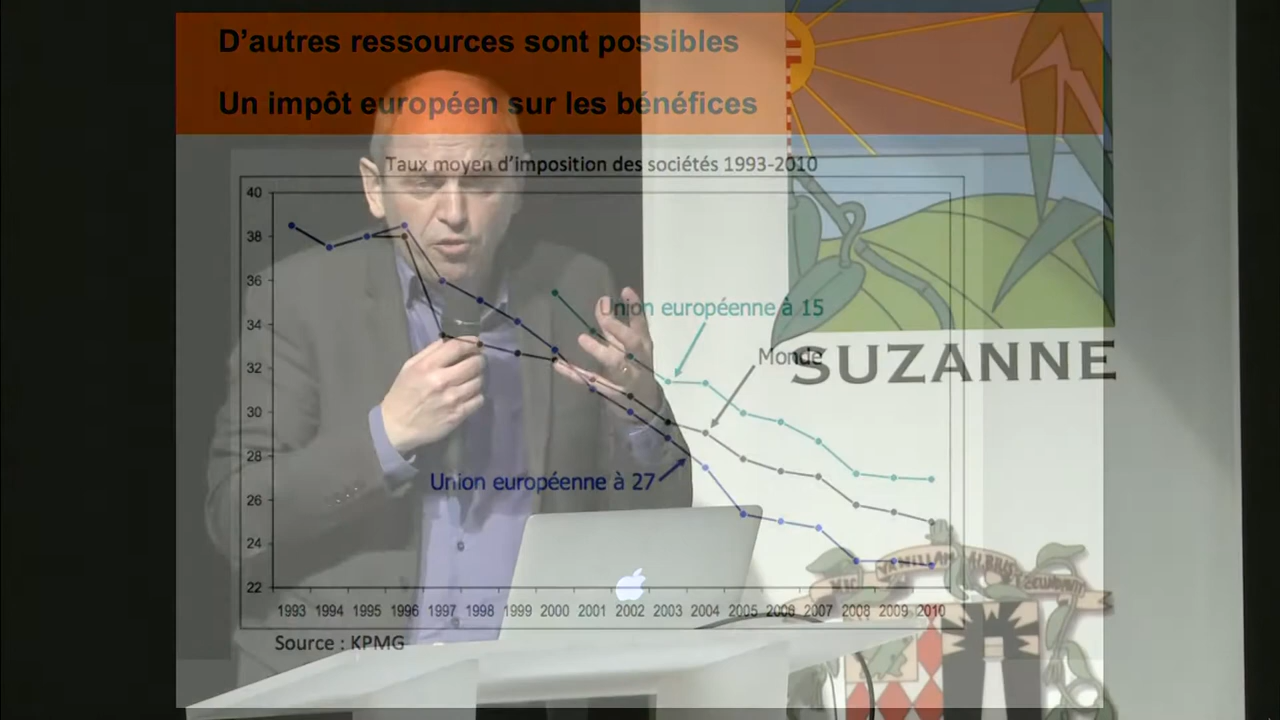 D’autres ressources sont possibles
Un impôt européen sur les bénéfices
Taux moyen d’imposition des sociétés 1993-2010
40
38
36
34
32
30
28
26
24
22
Union européenne à 15
Monde
Union européenne à 27
1993 1994 1995 1996 1997 1998 1999 2000 2001 2002 2003 2004 2005 2006 2007 2008 2009 2010
Source : KPMG
SUZANNE